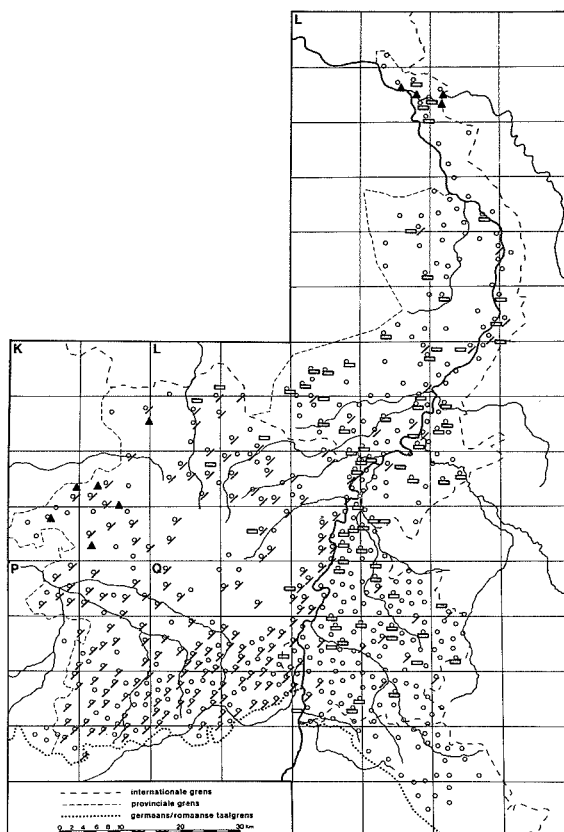 L
K L
P Q
internationale grens
provinciale grens
germaans/romaanse taalgrens
0 2 4 6 8 10 20 30 km